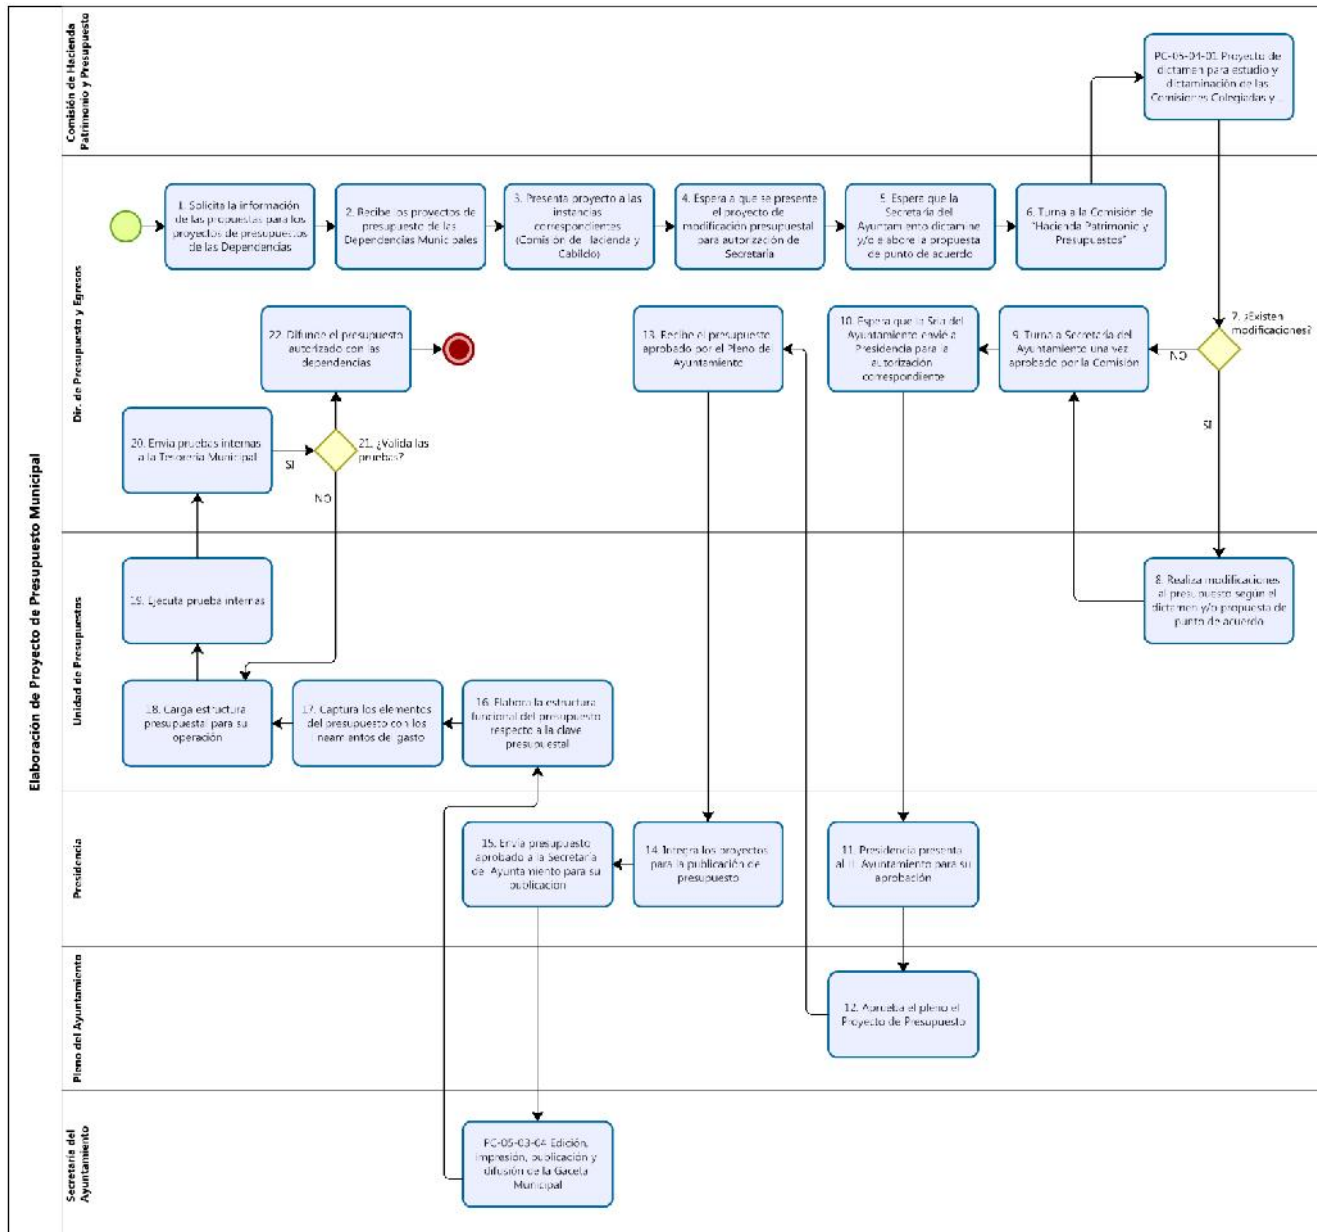 Elaboración de Proyecto de Presupuesto Municipal
Comisión de Hacienda
Patrimonio y Presupuesto
PC-05-04-01 Proyecto de
dictamen para estudio y
dictaminación de las
Comisiones Colegiadas y ...
Dir. de Presupuesto y Egresos
1. Solicita la información
de las propuestas para los
proyectos de presupuestos
de las Dependencias
2. Recibe los proyectos de
presupuesto de las
Dependencias Municipales
3. Presenta proyecto a las
instancias
correspondientes
(Comisión de Hacienda y
Cabildo)
4. Espera a que se presente
el proyecto de
modificación presupuestal
para autorización de
Secretaría
5. Espere que la
Secretaría del
Ayuntamiento dictamine
y/o elabore la propuesta
de punto de acuerdo
6. Turna a la Comisión de
"Hacienda Patrimonio y
Presupuestos"
7. ¿Existen
modificaciones?
NO
SI
9. Turna a Secretaría del
Ayuntamiento una vez
aprobado por la Comisión
10. Espera que la Sria del
Ayuntamiento envíe a
Presidencia para la
autorización
correspondiente
13. Recibe el presupuesto
aprobado por el Pleno de
Ayuntamiento
22. Difunde el presupuesto
autorizado con las
dependencias
20. Envía pruebas internas
a la Tesorería Municipal
SI
21. ¿Valida las
pruebas?
NO
Unidad de Presupuestos
19. Ejecuta prueba internas
8. Realiza modificaciones
al presupuesto según el
dictamen y/o propuesta de
punto de acuerdo
18. Carga estructura
presupuestal para su
operación
17. Captura los elementos
del presupuesto con los
lineamientos de gasto
16. Elabora la estructura
funcional del presupuesto
respecto a la clave
presupuestal
Presidencia
15. Envía presupuesto
aprobado a la Secretaría
de Ayuntamiento para su
publicación
14. Integra los proyectos
para la publicación de
presupuesto
11. Presidencia presenta
al H. Ayuntamiento para su
aprobación
Pleno del Ayuntamiento
12. Aprueba el pleno el
Proyecto de Presupuesto
Secretaría del
Ayuntamiento
PC-05-03-04 Edición,
impresión, publicación y
difusión de la Gaceta
Municipal